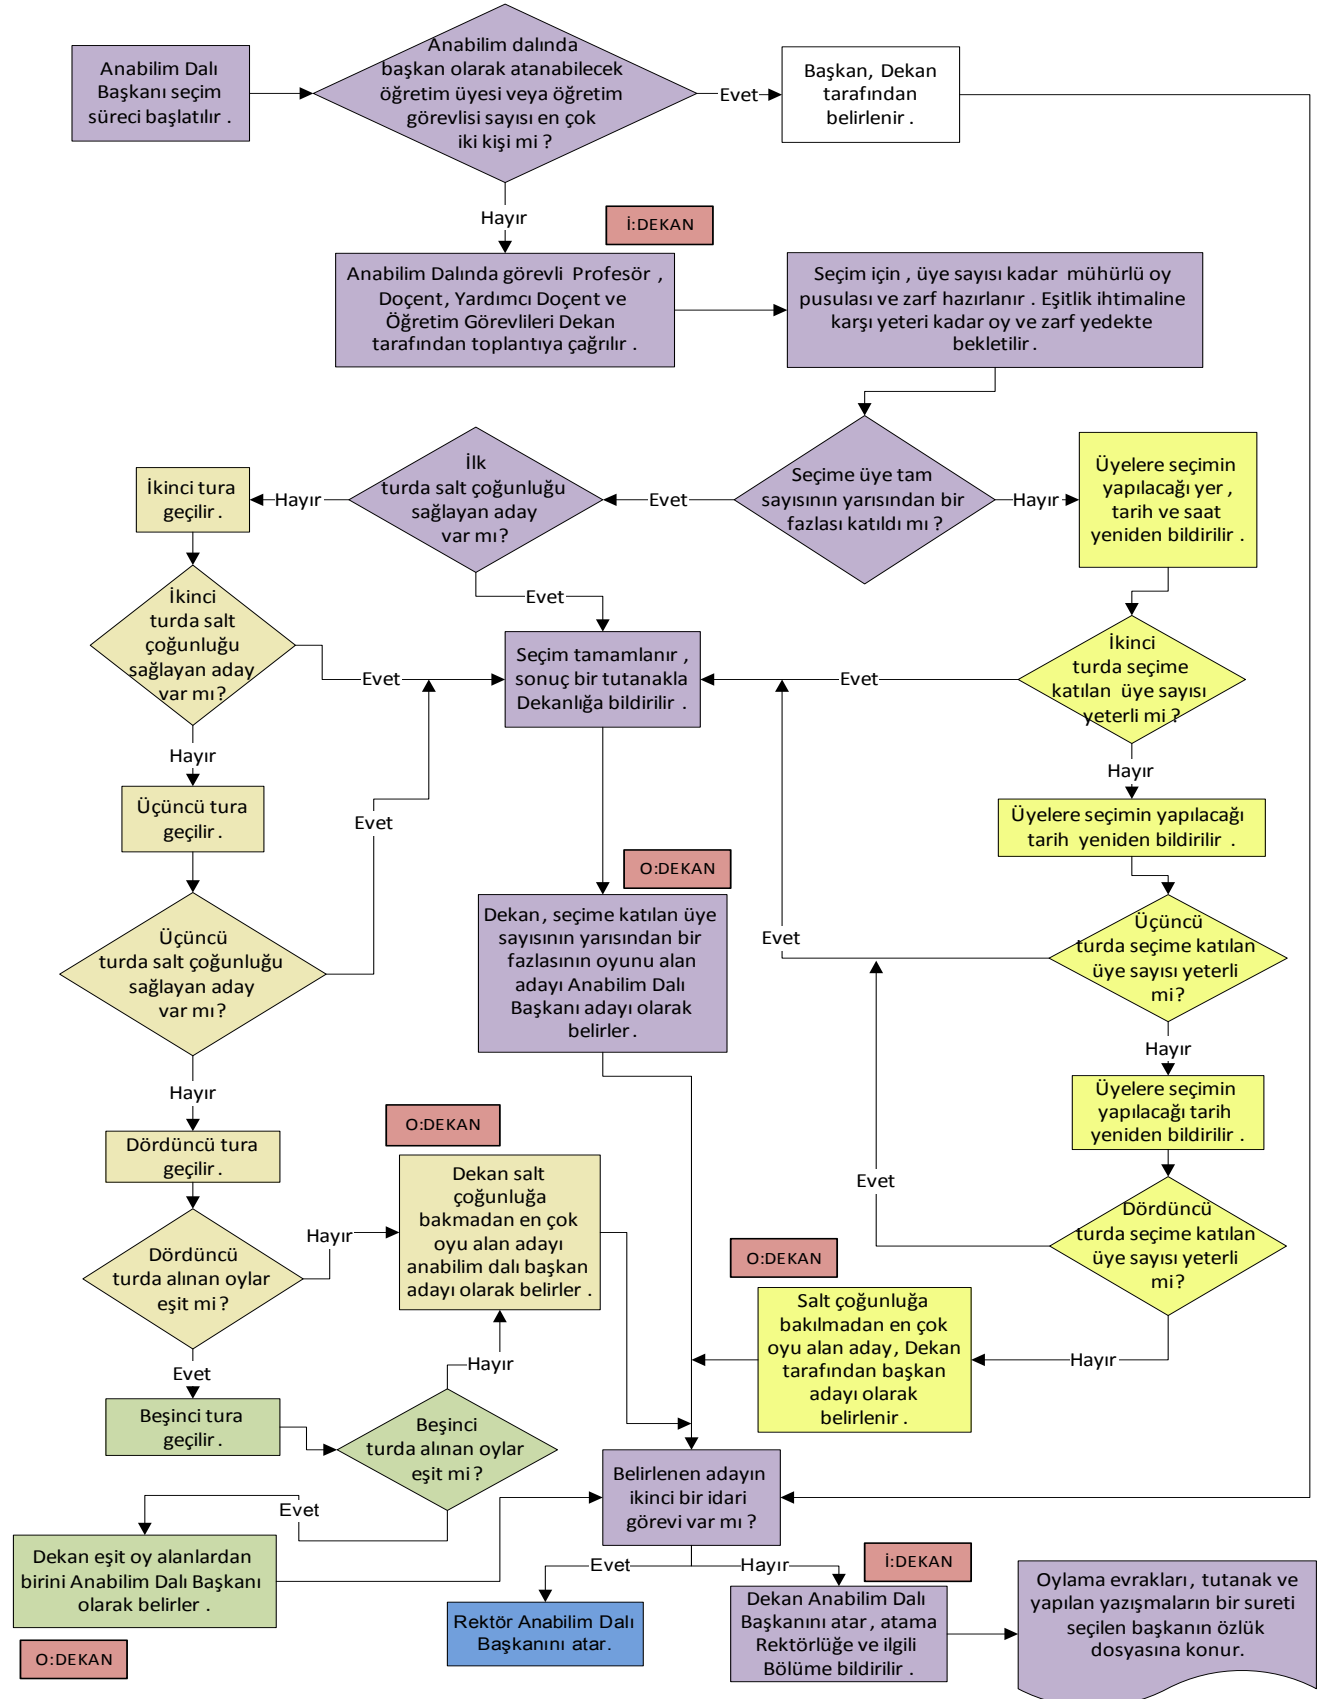 Anabilim Dalı
Başkanı seçim
süreci başlatılır .
Anabilim dalında
başkan olarak atanabilecek
öğretim üyesi veya öğretim
görevlisi sayısı en çok
iki kişi mi ?
Evet
Başkan, Dekan
tarafından
belirlenir .
Hayır
İ:DEKAN
Anabilim Dalında görevli Profesör ,
Doçent, Yardımcı Doçent ve
Öğretim Görevlileri Dekan
tarafından toplantıya çağrılır .
Seçim için , üye sayısı kadar mühürlü oy
pusulası ve zarf hazırlanır . Eşitlik ihtimaline
karşı yeteri kadar oy ve zarf yedekte
bekletilir .
Seçime üye tam
sayısının yarısından bir
fazlası katıldı mı ?
Evet
Hayır
İlk
turda salt çoğunluğu
sağlayan aday
var mı?
Hayır
Evet
İkinci tura
geçilir .
Üyelere seçimin
yapılacağı yer ,
tarih ve saat
yeniden bildirilir .
İkinci
turda salt
çoğunluğu
sağlayan aday
var mı?
Evet
Hayır
Seçim tamamlanır ,
sonuç bir tutanakla
Dekanlığa bildirilir .
Evet
İkinci
turda seçime
katılan üye sayısı
yeterli mi ?
Hayır
Üçüncü tura
geçilir .
Evet
Üyelere seçimin yapılacağı
tarih yeniden bildirilir .
O:DEKAN
Dekan, seçime katılan üye
sayısının yarısından bir
fazlasının oyunu alan
adayı Anabilim Dalı
Başkanı adayı olarak
belirler .
Üçüncü
turda salt çoğunluğu
sağlayan aday
var mı?
Hayır
Evet
Üçüncü
turda seçime katılan
üye sayısı yeterli
mi?
Hayır
Üyelere seçimin
yapılacağı tarih
yeniden bildirilir .
Dördüncü tura
geçilir .
O:DEKAN
Dekan salt
çoğunluğa
bakmadan en çok
oyu alan adayı
anabilim dalı başkan
adayı olarak belirler .
Evet
Dördüncü
turda seçime katılan
üye sayısı yeterli
mi?
Hayır
Dördüncü
turda alınan oylar
eşit mi ?
Hayır
Evet
O:DEKAN
Salt çoğunluğa
bakılmadan en çok
oyu alan aday, Dekan
tarafından başkan
adayı olarak
belirlenir .
Beşinci tura
geçilir .
Beşinci
turda alınan oylar
eşit mi ?
Hayır
Evet
Belirlenen adayın
ikinci bir idari
görevi var mı ?
Dekan eşit oy alanlardan
birini Anabilim Dalı Başkanı
olarak belirler .
O:DEKAN
Evet
Hayır
İ:DEKAN
Rektör Anabilim Dalı
Başkanını atar.
Dekan Anabilim Dalı
Başkanını atar , atama
Rektörlüğe ve ilgili
Bölüme bildirilir .
Oylama evrakları , tutanak ve
yapılan yazışmaların bir sureti
seçilen başkanın özlük
dosyasına konur.